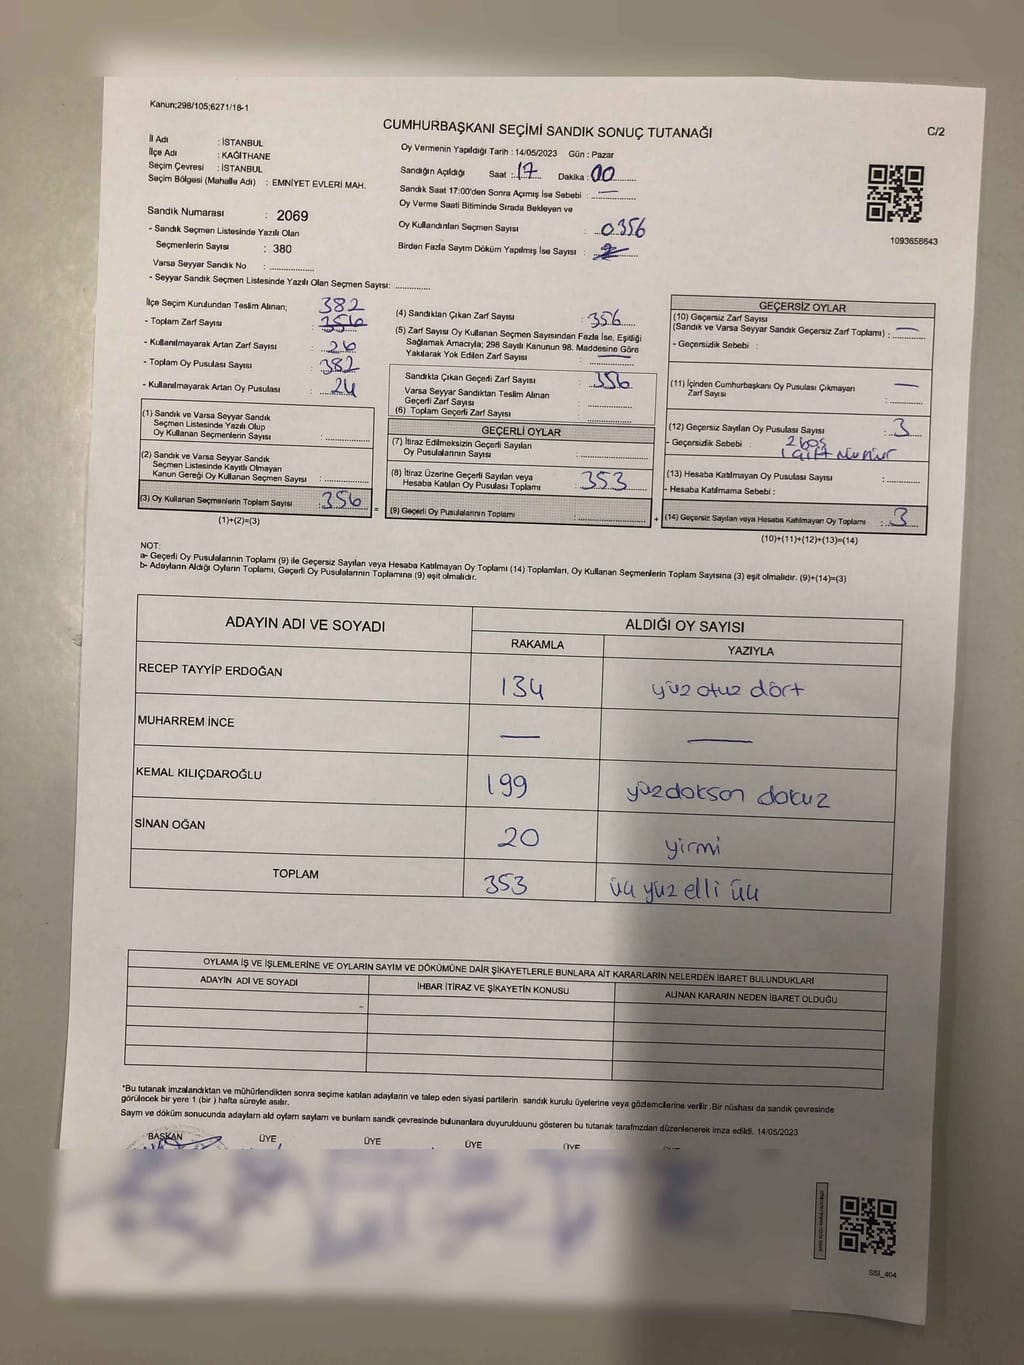 Kanun;298/105;6271/16-1
CUMHURBAŞKANI SEÇİMİ SANDIK SONUÇ TUTANAĞI
C/2
İl Adı : İSTANBUL
İlçe Adı : KAĞITHANE
Seçim Çevresi : İSTANBUL
Seçim Bölgesi (Mahalle Adı) : EMNİYET EVLERİ MAH.
Oy Vermenin Yapıldığı Tarih : 14/05/2023 Gün : Pazar
Sandığın Açıldığı Saat : 17 Dakika : 00
Sandık Saat 17:00'den Sonra Açımış İse Sebebi : —
Oy Verme Saati Bitiminde Sırada Bekleyen ve
Oy Kullandırılan Seçmen Sayısı : 0356
Birden Fazla Sayım Döküm Yapılmış İse Sayısı :
1093658643
Sandık Numarası : 2069
- Sandık Seçmen Listesinde Yazılı Olan
Seçmenlerin Sayısı : 380
Varsa Seyyar Sandık No :
- Seyyar Sandık Seçmen Listesinde Yazılı Olan Seçmen Sayısı:
İlçe Seçim Kurulundan Teslim Alınan; 382
- Toplam Zarf Sayısı : 356
- Kullanılmayarak Artan Zarf Sayısı : 26
- Toplam Oy Pusulası Sayısı : 382
- Kullanılmayarak Artan Oy Pusulası : 24
(1) Sandık ve Varsa Seyyar Sandık
Seçmen Listesinde Yazılı Olup
Oy Kullanan Seçmenlerin Sayısı :
(2) Sandık ve Varsa Seyyar Sandık
Seçmen Listesinde Kayıtlı Olmayan
Kanun Gereği Oy Kullanan Seçmen Sayısı :
(3) Oy Kullanan Seçmenlerin Toplam Sayısı : 356
(1)+(2)=(3)
(4) Sandıktan Çıkan Zarf Sayısı : 356
(5) Zarf Sayısı Oy Kullanan Seçmen Sayısından Fazla İse, Eşitliği
Sağlamak Amacıyla; 298 Sayılı Kanunun 98. Maddesine Göre
Yakılarak Yok Edilen Zarf Sayısı : —
Sandıkta Çıkan Geçerli Zarf Sayısı : 356
Varsa Seyyar Sandıktan Teslim Alınan
Geçerli Zarf Sayısı :
(6) Toplam Geçerli Zarf Sayısı :
GEÇERLİ OYLAR
(7) İtiraz Edilmeksizin Geçerli Sayılan
Oy Pusulalarının Sayısı :
(8) İtiraz Üzerine Geçerli Sayılan veya
Hesaba Katılan Oy Pusulası Toplamı : 353
= (9) Geçerli Oy Pusulalarının Toplamı :
GEÇERSİZ OYLAR
(10) Geçersiz Zarf Sayısı
(Sandık ve Varsa Seyyar Sandık Geçersiz Zarf Toplamı) : —
- Geçersizlik Sebebi :
(11) İçinden Cumhurbaşkanı Oy Pusulası Çıkmayan
Zarf Sayısı : —
(12) Geçersiz Sayılan Oy Pusulası Sayısı : 3
- Geçersizlik Sebebi : 2 boş
1 çift mühür
(13) Hesaba Katılmayan Oy Pusulası Sayısı :
- Hesaba Katılmama Sebebi :
+ (14) Geçersiz Sayılan veya Hesaba Katılmayan Oy Toplamı : 3
(10)+(11)+(12)+(13)=(14)
NOT:
a- Geçerli Oy Pusulalarının Toplamı (9) ile Geçersiz Sayılan veya Hesaba Katılmayan Oy Toplamı (14) Toplamları, Oy Kullanan Seçmenlerin Toplam Sayısına (3) eşit olmalıdır. (9)+(14)=(3)
b- Adayların Aldığı Oyların Toplamı, Geçerli Oy Pusulalarının Toplamına (9) eşit olmalıdır.
ADAYIN ADI VE SOYADI ALDIĞI OY SAYISI
RAKAMLA YAZIYLA
RECEP TAYYİP ERDOĞAN 134 yüz otuz dört
MUHARREM İNCE — —
KEMAL KILIÇDAROĞLU 199 yüzdoksan dokuz
SİNAN OĞAN 20 yirmi
TOPLAM 353 üç yüz elli üç
OYLAMA İŞ VE İŞLEMLERİNE VE OYLARIN SAYIM VE DÖKÜMÜNE DAİR ŞİKAYETLERLE BUNLARA AİT KARARLARIN NELERDEN İBARET BULUNDUKLARI
ADAYIN ADI VE SOYADI İHBAR İTİRAZ VE ŞİKAYETİN KONUSU ALINAN KARARIN NEDEN İBARET OLDUĞU
*Bu tutanak imzalandıktan ve mühürlendikten sonra seçime katılan adayların ve talep eden siyasi partilerin sandık kurulu üyelerine veya gözlemcilerine verilir .Bir nüshası da sandık çevresinde
görülecek bir yere 1 (bir ) hafta süreyle asılır.
Sayım ve döküm sonucunda adayların ald oyların sayları ve bunların sandk çevresinde bulunanlara duyurulduunu gösteren bu tutanak tarafmzdan düzenlenerek imza edildi. 14/05/2023
BAŞKAN ÜYE ÜYE ÜYE ÜYE
SSİ_404